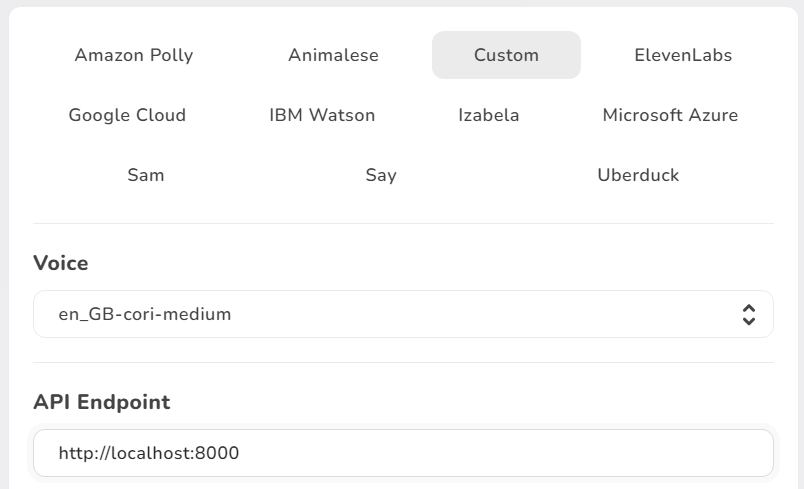 Amazon Polly Animalese Custom ElevenLabs
Google Cloud IBM Watson Izabela Microsoft Azure
Sam Say Uberduck
Voice
en_GB-cori-medium
API Endpoint
http://localhost:8000